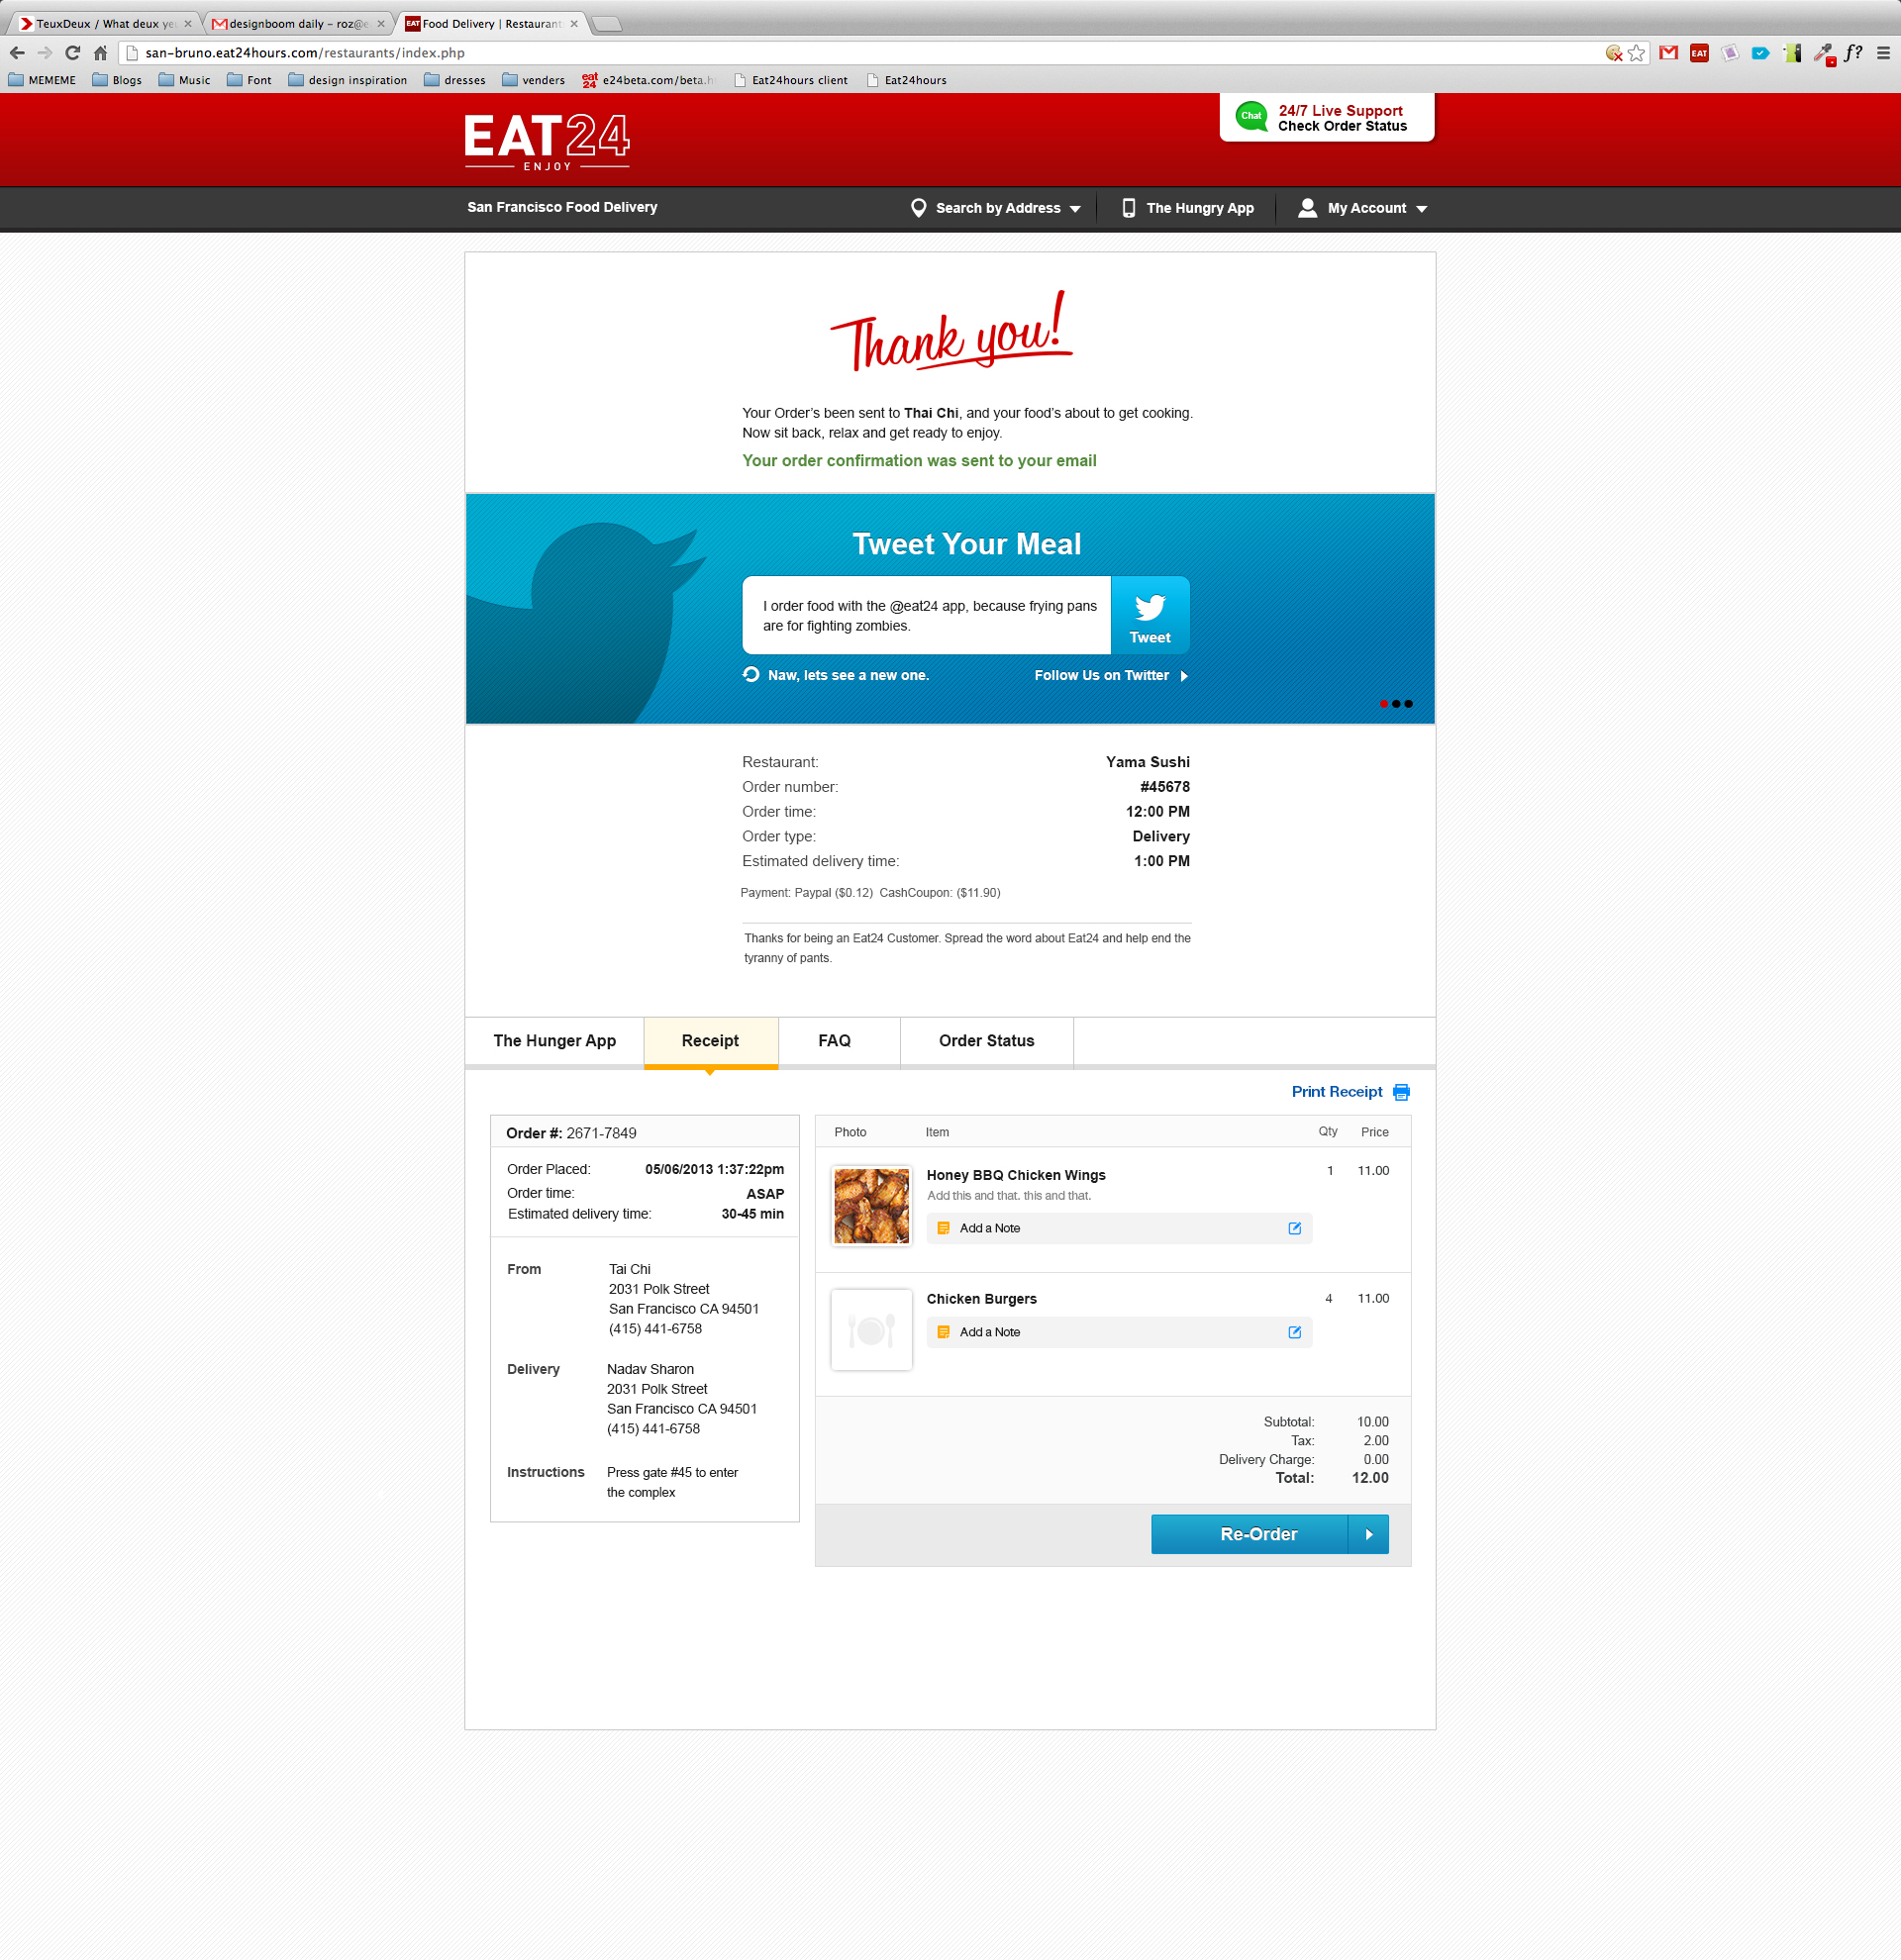 TeuxDeux / What deux
designboom daily – roz@
Food Delivery | Restaurant
san-bruno.eat24hours.com/restaurants/index.php
MEMEME Blogs Music Font design inspiration dresses venders e24beta.com/beta. Eat24hours client Eat24hours
EAT24
ENJOY
Chat
24/7 Live Support
Check Order Status
San Francisco Food Delivery Search by Address The Hungry App My Account
Thank you!
Your Order’s been sent to Thai Chi, and your food’s about to get cooking.
Now sit back, relax and get ready to enjoy.
Your order confirmation was sent to your email
Tweet Your Meal
I order food with the @eat24 app, because frying pans
are for fighting zombies.
Tweet
Naw, lets see a new one. Follow Us on Twitter
Restaurant: Yama Sushi
Order number: #45678
Order time: 12:00 PM
Order type: Delivery
Estimated delivery time: 1:00 PM
Payment: Paypal ($0.12) CashCoupon: ($11.90)
Thanks for being an Eat24 Customer. Spread the word about Eat24 and help end the
tyranny of pants.
The Hunger App Receipt FAQ Order Status
Print Receipt
Order #: 2671-7849
Order Placed: 05/06/2013 1:37:22pm
Order time: ASAP
Estimated delivery time: 30-45 min
From Tai Chi
2031 Polk Street
San Francisco CA 94501
(415) 441-6758
Delivery Nadav Sharon
2031 Polk Street
San Francisco CA 94501
(415) 441-6758
Instructions Press gate #45 to enter
the complex
Photo Item Qty Price
Honey BBQ Chicken Wings 1 11.00
Add this and that. this and that.
Add a Note
Chicken Burgers 4 11.00
Add a Note
Subtotal: 10.00
Tax: 2.00
Delivery Charge: 0.00
Total: 12.00
Re-Order